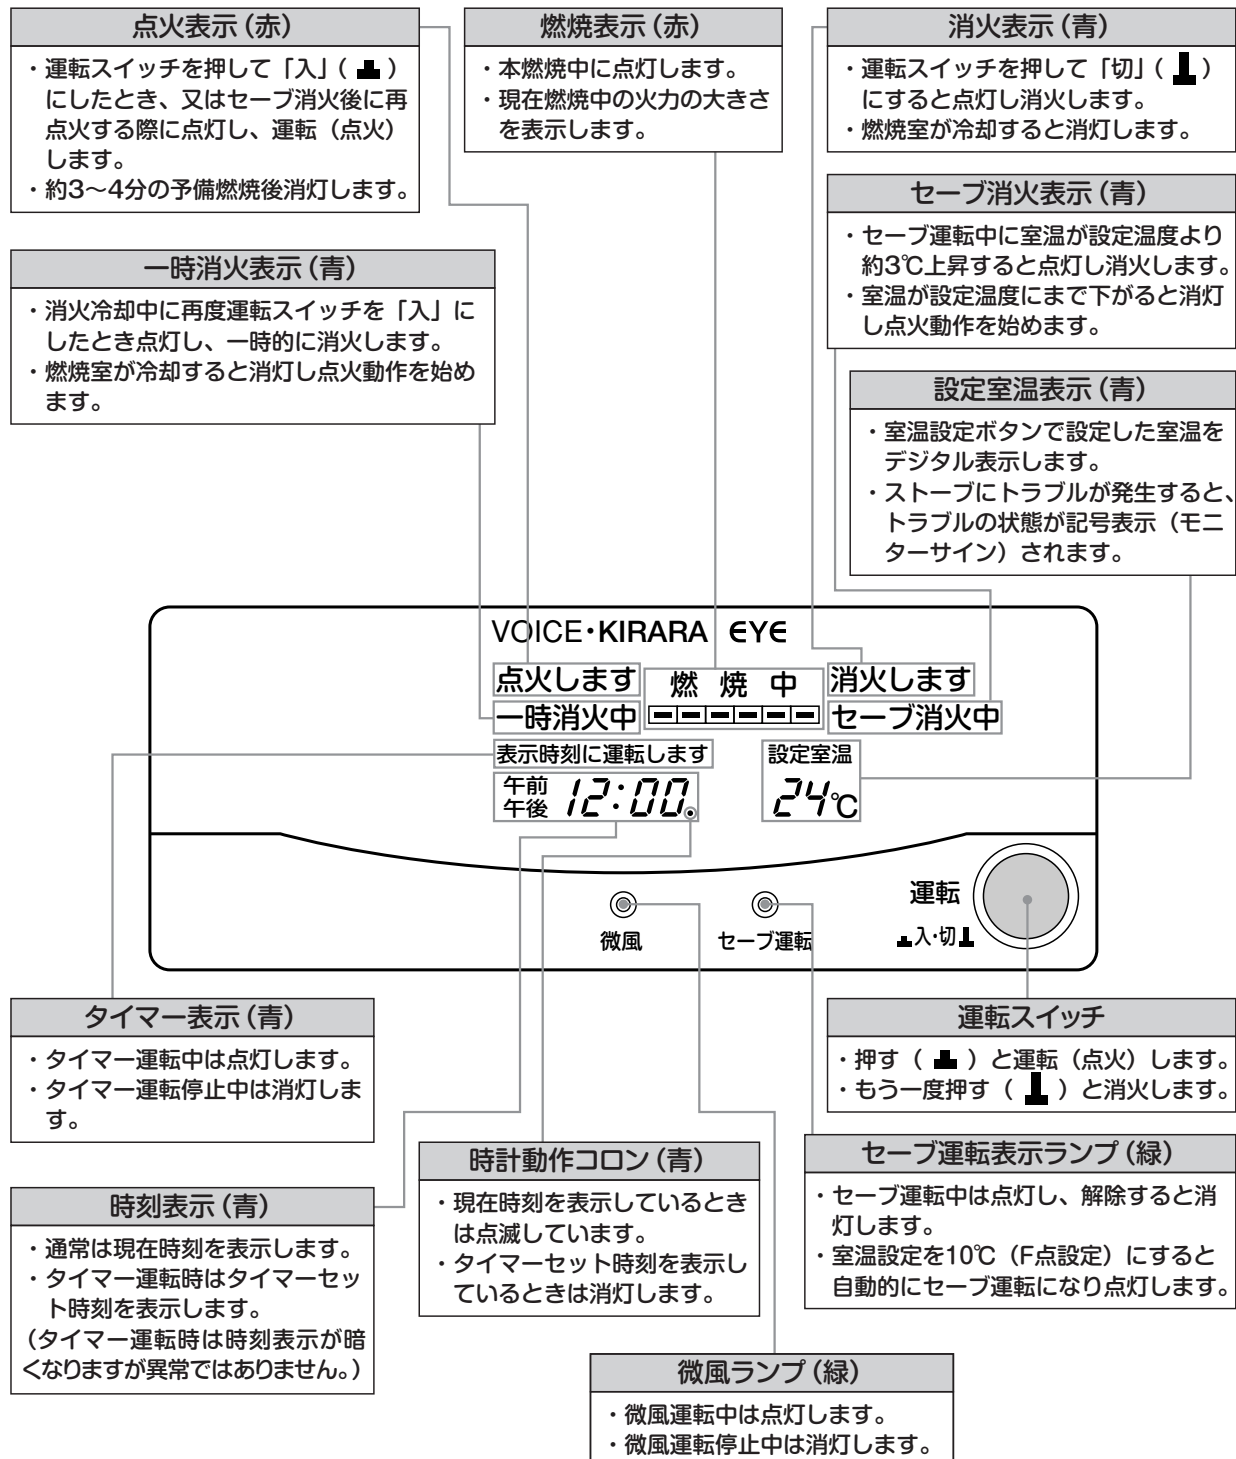 点火表示（赤）
・運転スイッチを押して「入」（ ）
にしたとき、又はセーブ消火後に再
点火する際に点灯し、運転（点火）
します。
・約3～4分の予備燃焼後消灯します。
燃焼表示（赤）
・本燃焼中に点灯します。
・現在燃焼中の火力の大きさ
を表示します。
消火表示（青）
・運転スイッチを押して「切」（ ）
にすると点灯し消火します。
・燃焼室が冷却すると消灯します。
セーブ消火表示（青）
・セーブ運転中に室温が設定温度より
約3℃上昇すると点灯し消火します。
・室温が設定温度にまで下がると消灯
し点火動作を始めます。
一時消火表示（青）
・消火冷却中に再度運転スイッチを「入」に
したとき点灯し、一時的に消火します。
・燃焼室が冷却すると消灯し点火動作を始め
ます。
設定室温表示（青）
・室温設定ボタンで設定した室温を
デジタル表示します。
・ストーブにトラブルが発生すると、
トラブルの状態が記号表示（モニ
ターサイン）されます。
VOICE・KIRARA EYE
点火します
燃焼中
消火します
一時消火中
セーブ消火中
表示時刻に運転します
設定室温
午前
午後
12:00.
24℃
運転
微風
セーブ運転
入・切
タイマー表示（青）
・タイマー運転中は点灯します。
・タイマー運転停止中は消灯しま
す。
運転スイッチ
・押す（ ）と運転（点火）します。
・もう一度押す（ ）と消火します。
時計動作コロン（青）
・現在時刻を表示しているとき
は点滅しています。
・タイマーセット時刻を表示し
ているときは消灯します。
セーブ運転表示ランプ（緑）
・セーブ運転中は点灯し、解除すると消
灯します。
・室温設定を10℃（F点設定）にすると
自動的にセーブ運転になり点灯します。
時刻表示（青）
・通常は現在時刻を表示します。
・タイマー運転時はタイマーセッ
ト時刻を表示します。
（タイマー運転時は時刻表示が暗
くなりますが異常ではありません。）
微風ランプ（緑）
・微風運転中は点灯します。
・微風運転停止中は消灯します。